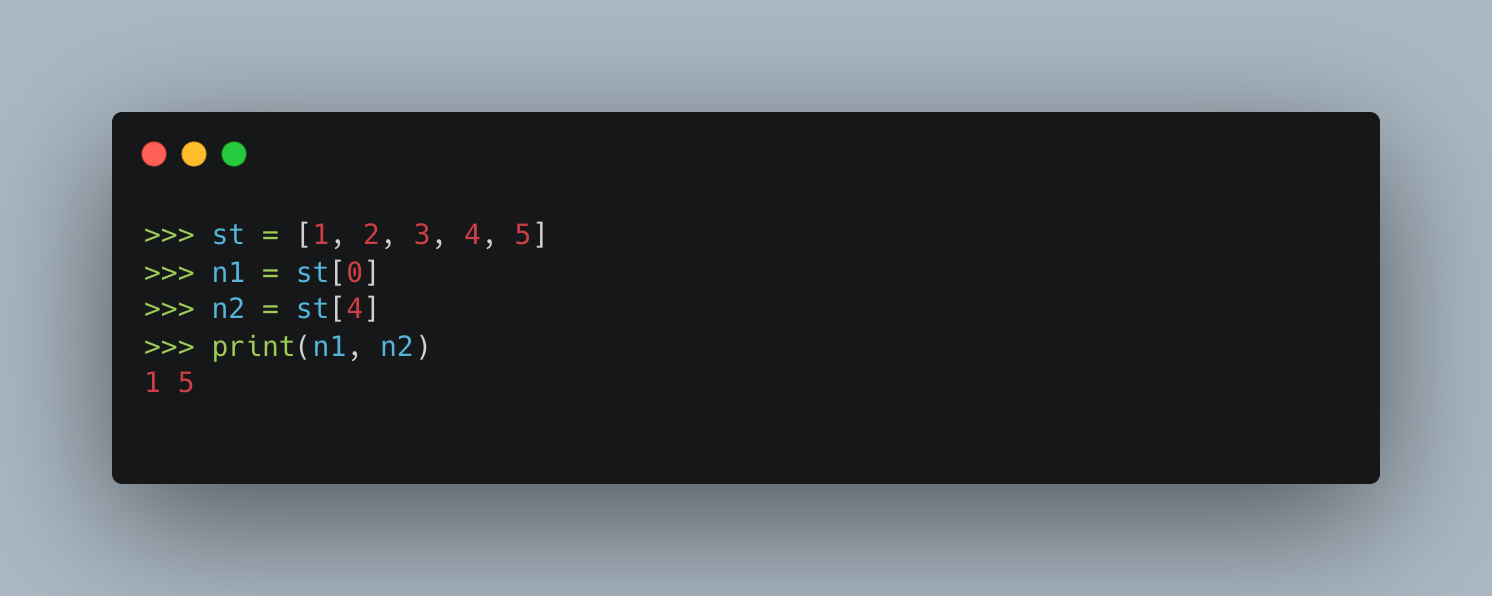 >>> st = [1, 2, 3, 4, 5]
>>> n1 = st[0]
>>> n2 = st[4]
>>> print(n1, n2)
1 5